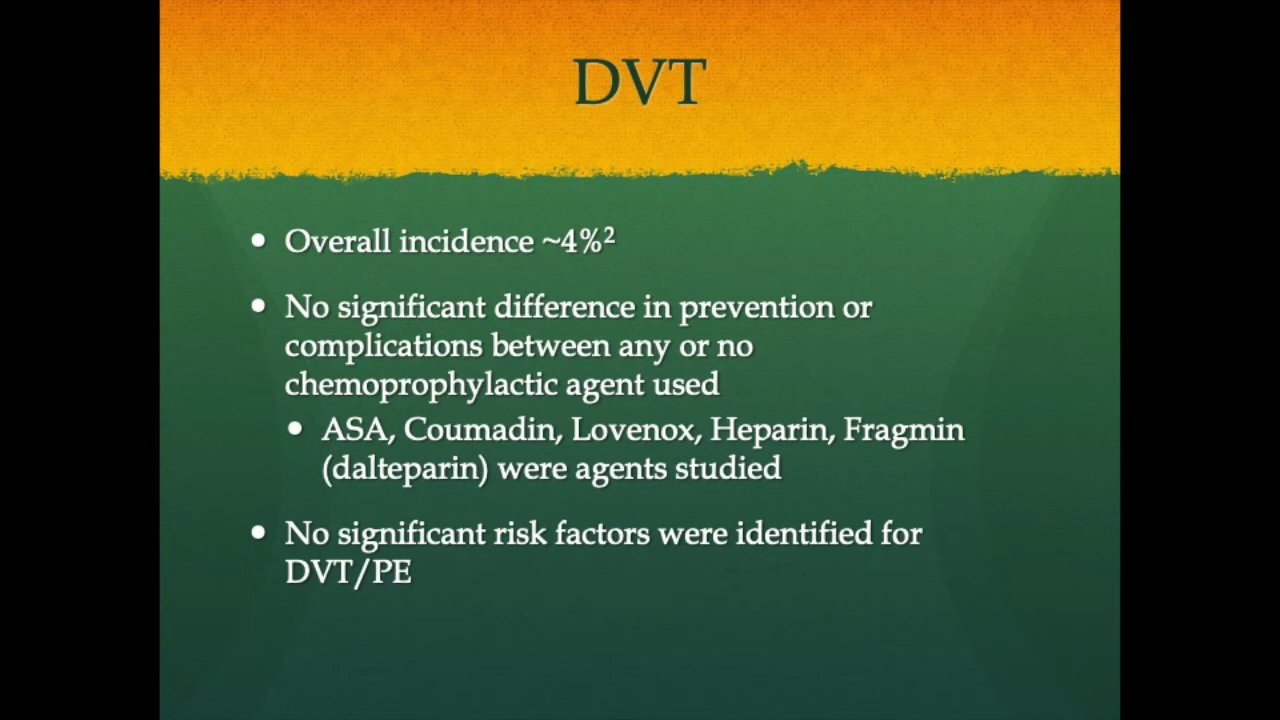 DVT
• Overall incidence ~4%²
• No significant difference in prevention or
complications between any or no
chemoprophylactic agent used
• ASA, Coumadin, Lovenox, Heparin, Fragmin
(dalteparin) were agents studied
• No significant risk factors were identified for
DVT/PE